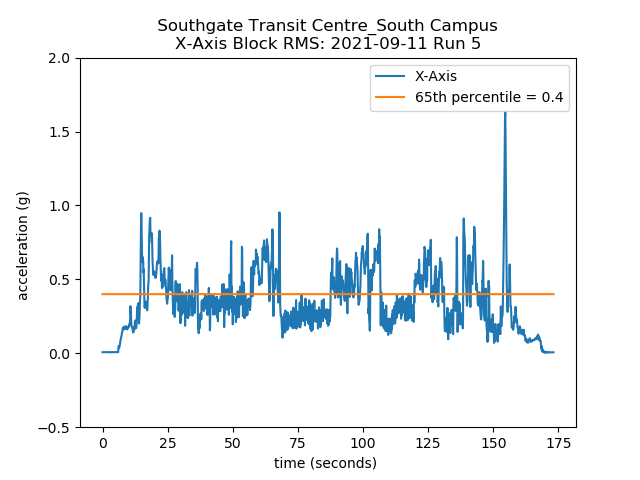 Southgate Transit Centre_South Campus
X-Axis Block RMS: 2021-09-11 Run 5
X-Axis
65th percentile = 0.4
2.0
1.5
1.0
0.5
0.0
−0.5
acceleration (g)
0 25 50 75 100 125 150 175
time (seconds)